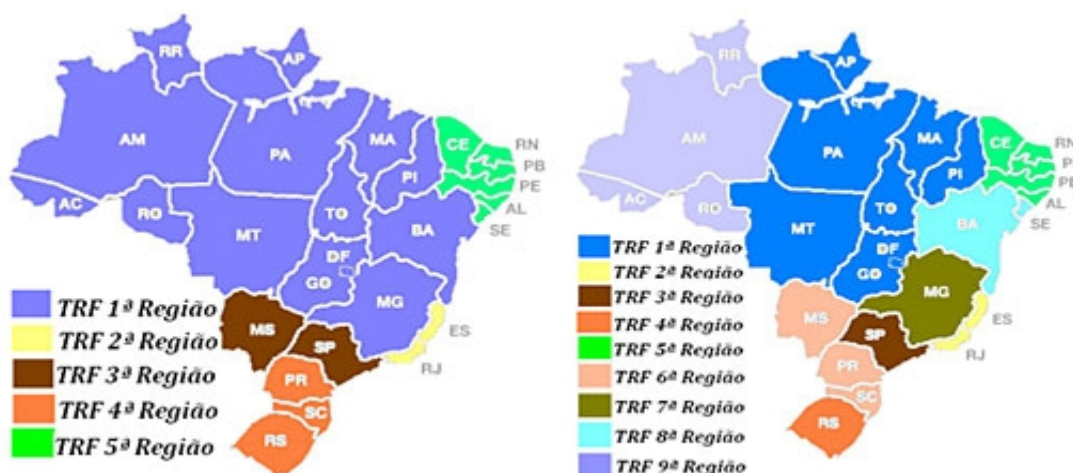 RR
AP
AM
PA
MA
CE
RN
PB
PI
PE
AC
AL
RO
TO
SE
MT
BA
DF
GO
MG
TRF 1ª Região
TRF 2ª Região
TRF 3ª Região
TRF 4ª Região
TRF 5ª Região
MS
ES
SP
RJ
PR
SC
RS
RR
AP
AM
PA
MA
CE
RN
P
PI
PE
AC
AL
RO
TO
SE
MT
BA
DF
GO
MG
TRF 1ª Região
TRF 2ª Região
TRF 3ª Região
TRF 4ª Região
TRF 5ª Região
TRF 6ª Região
TRF 7ª Região
TRF 8ª Região
TRF 9ª Região
MS
ES
SP
RJ
PR
SC
RS